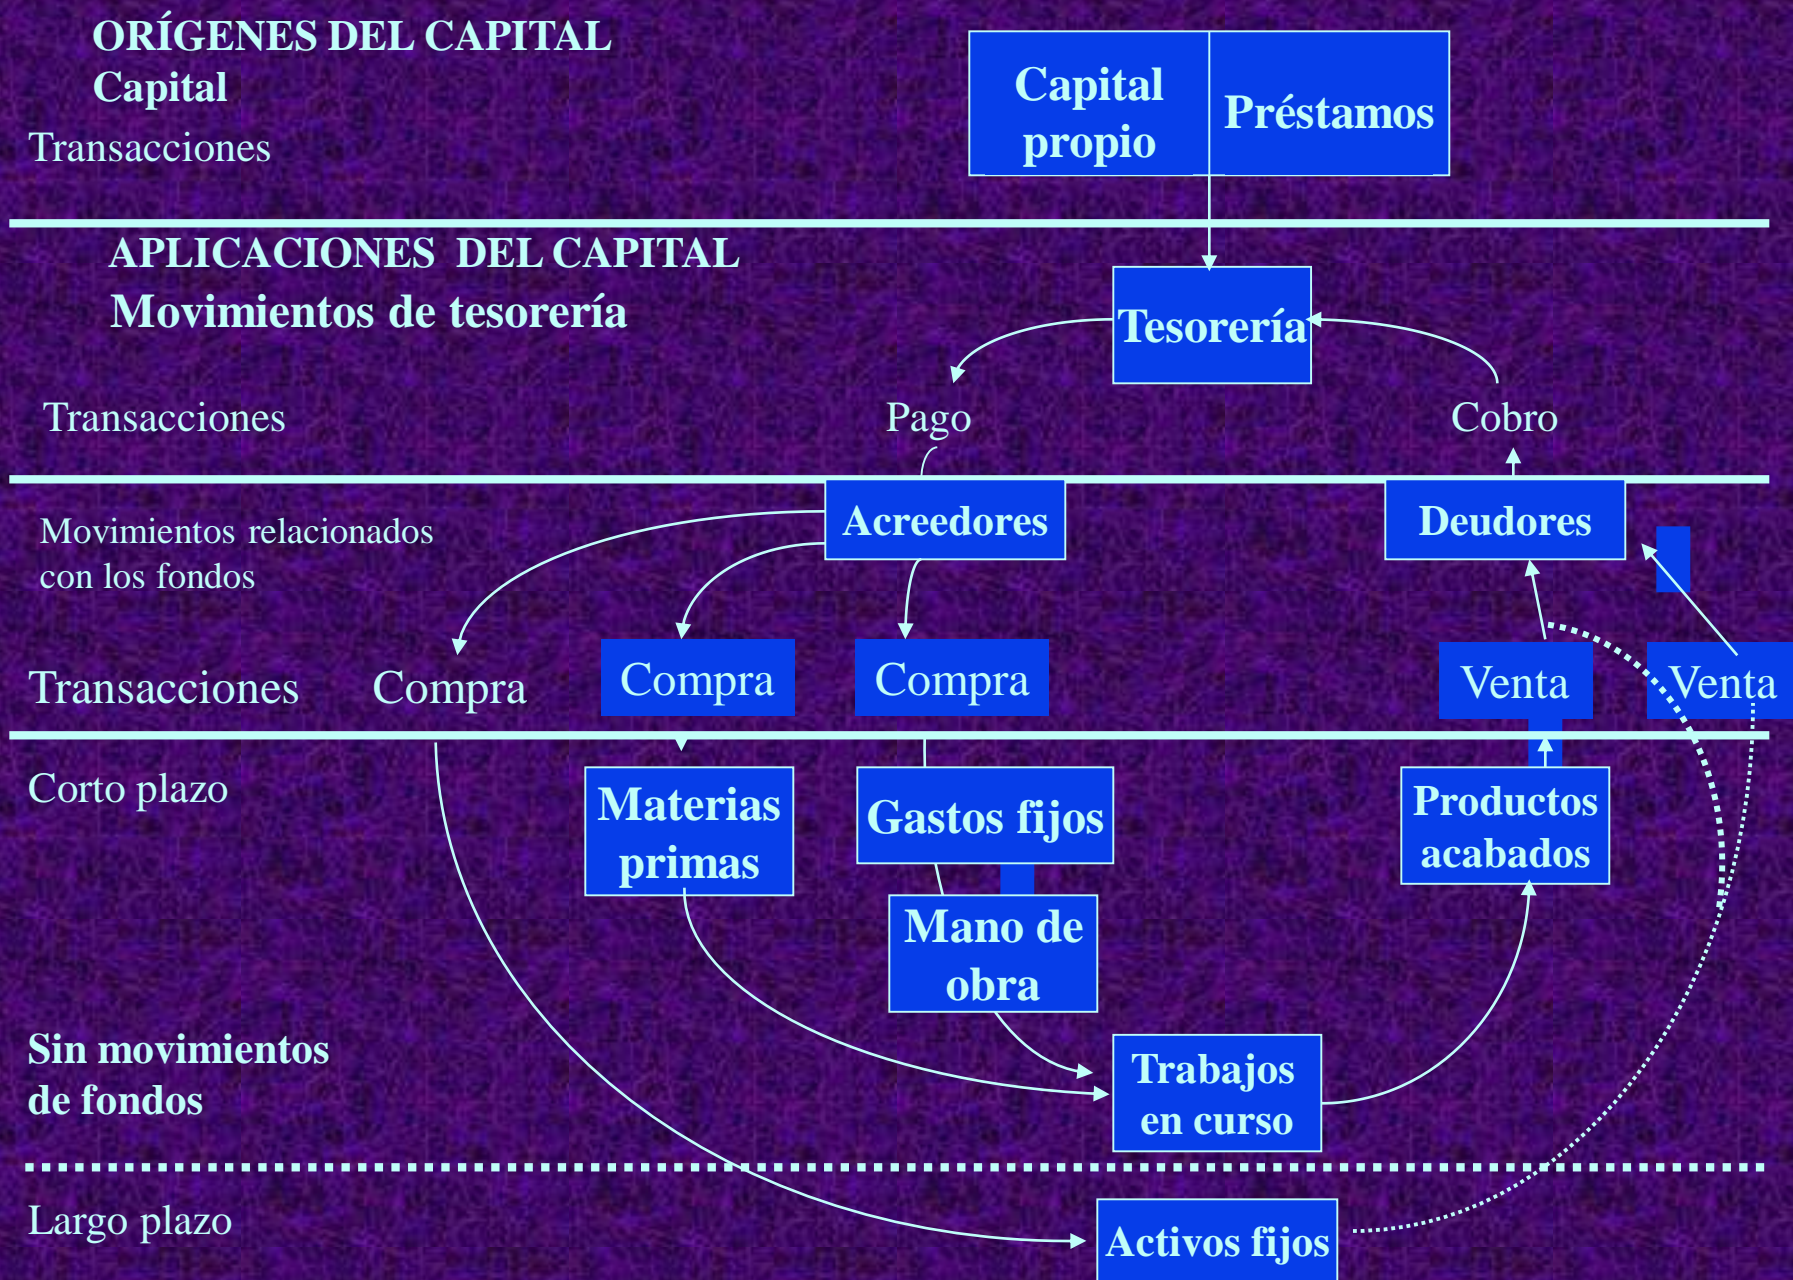 ORÍGENES DEL CAPITAL
Capital
Transacciones
Capital
propio
Préstamos
APLICACIONES DEL CAPITAL
Movimientos de tesorería
Tesorería
Transacciones
Pago
Cobro
Movimientos relacionados
con los fondos
Acreedores
Deudores
Transacciones
Compra
Compra
Compra
Venta
Venta
Corto plazo
Materias
primas
Gastos fijos
Productos
acabados
Mano de
obra
Sin movimientos
de fondos
Trabajos
en curso
Largo plazo
Activos fijos